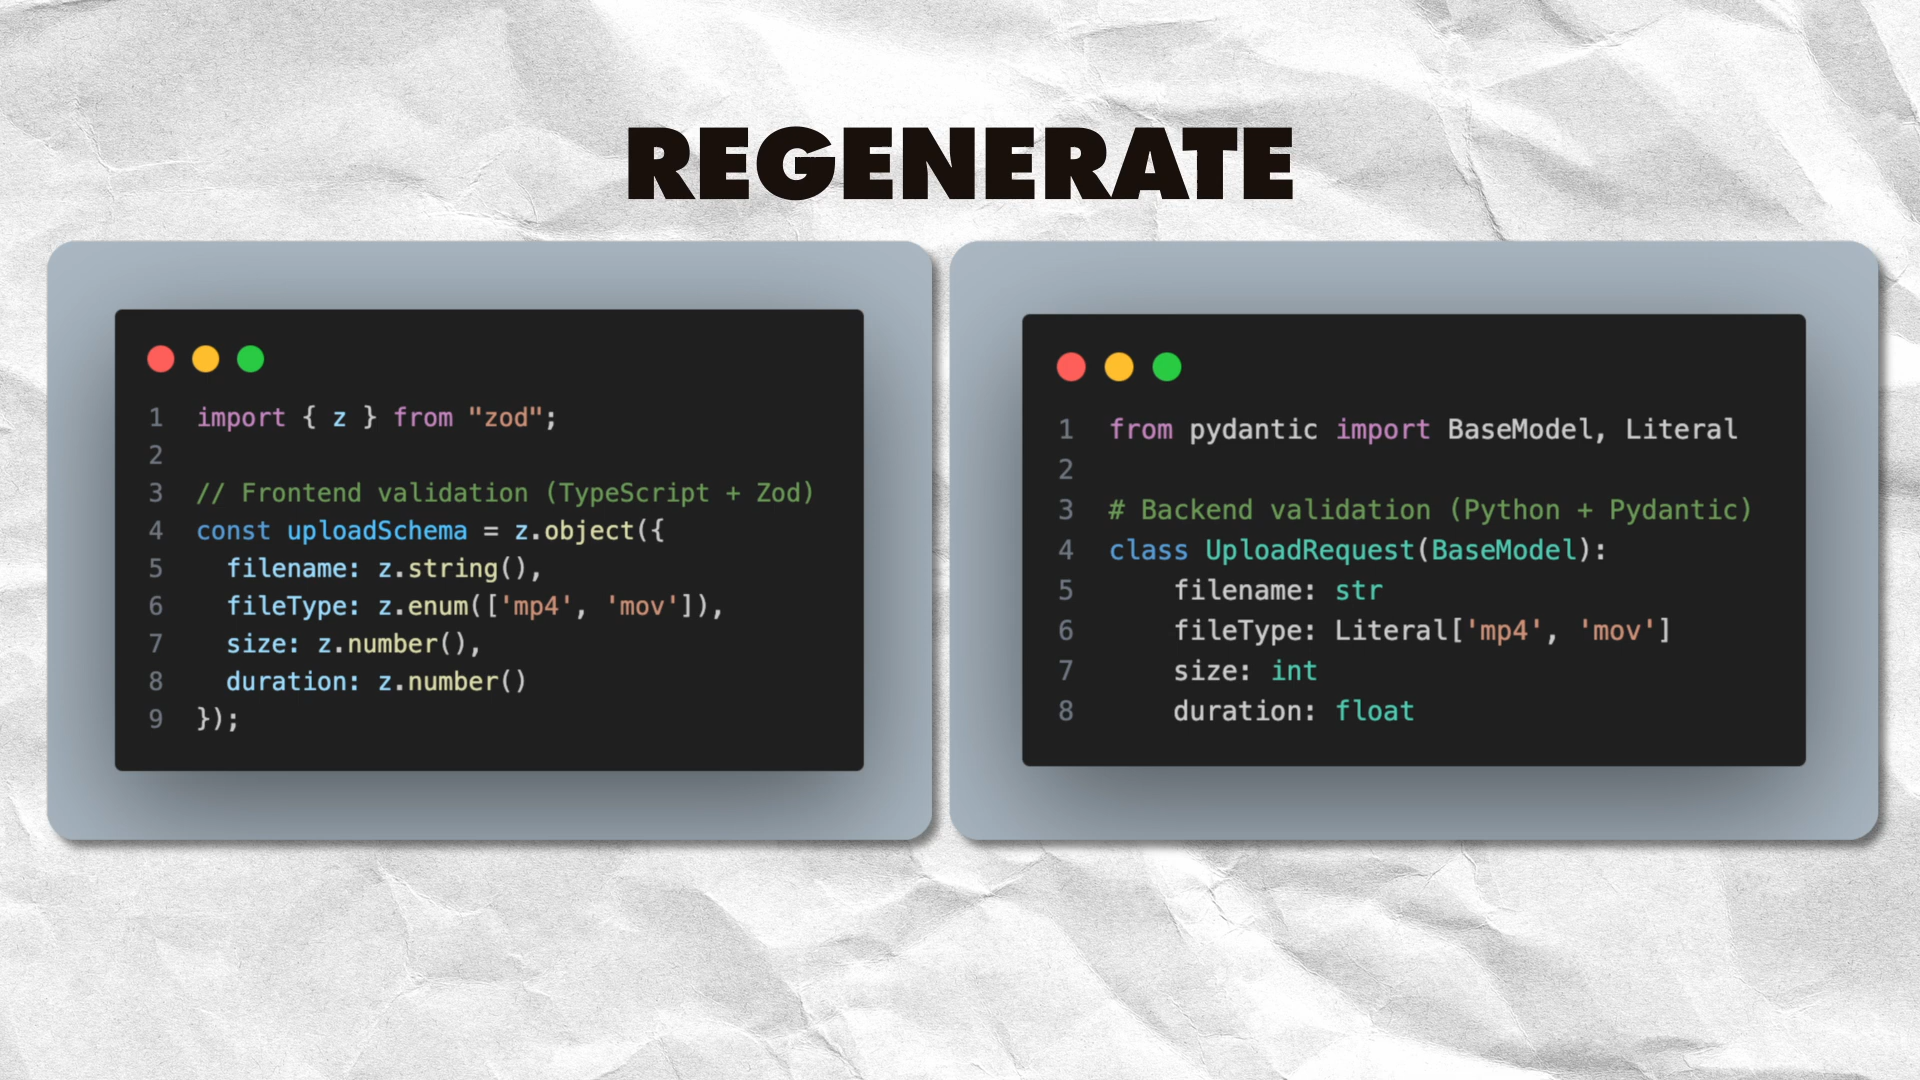 REGENERATE
1 import { z } from "zod";
2
3 // Frontend validation (TypeScript + Zod)
4 const uploadSchema = z.object({
5   filename: z.string(),
6   fileType: z.enum(['mp4', 'mov']),
7   size: z.number(),
8   duration: z.number()
9 });
1 from pydantic import BaseModel, Literal
2
3 # Backend validation (Python + Pydantic)
4 class UploadRequest(BaseModel):
5     filename: str
6     fileType: Literal['mp4', 'mov']
7     size: int
8     duration: float